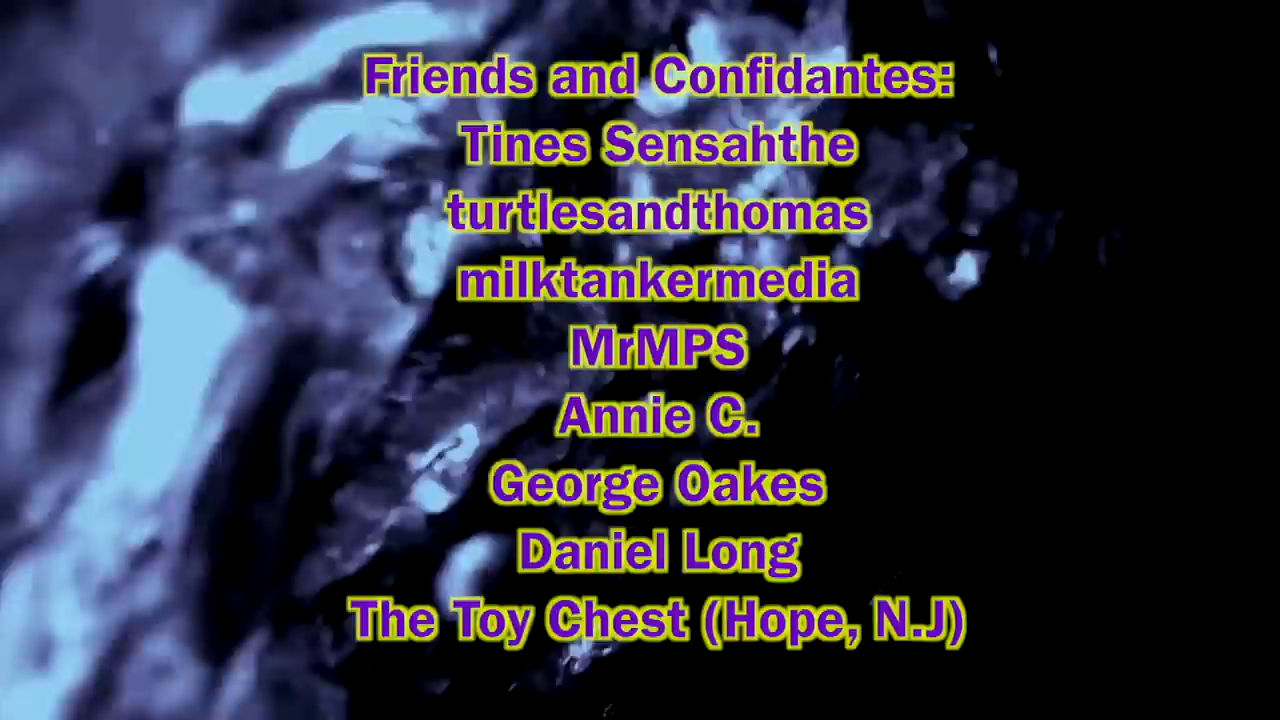 Friends and Confidantes:
Tines Sensahthe
turtlesandthomas
milktankermedia
MrMPS
Annie C.
George Oakes
Daniel Long
The Toy Chest (Hope, N.J)